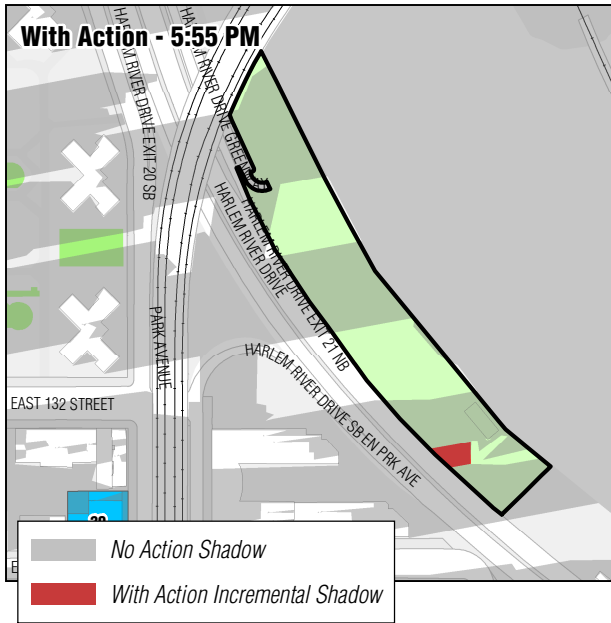 With Action - 5:55 PM
HARLEM RIVER DRIVE EXIT 20 SB
HARLEM RIVER DRIVE
HARLEM RIVER DRIVE
HARLEM RIVER DRIVE EXIT 21 NB
PARK AVENUE
HARLEM RIVER DRIVE SB EN PRK AVE
EAST 132 STREET
No Action Shadow
With Action Incremental Shadow